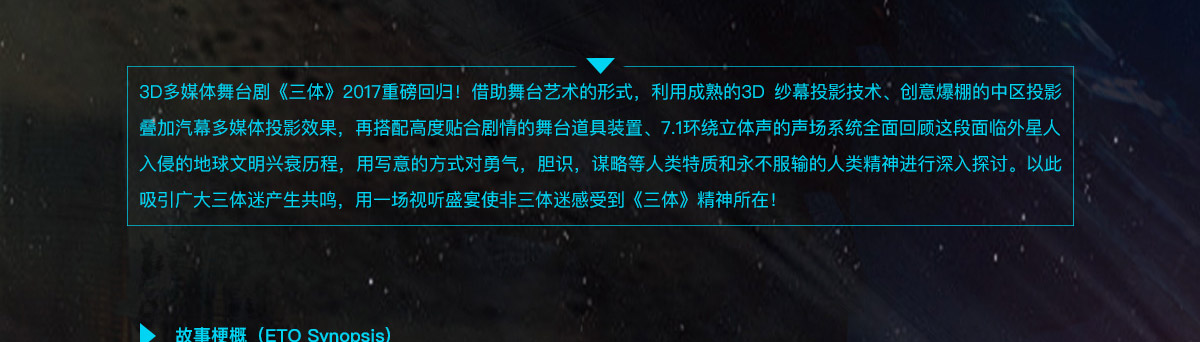 3D多媒体舞台剧《三体》2017重磅回归！借助舞台艺术的形式，利用成熟的3D 纱幕投影技术、创意爆棚的中区投影
叠加汽幕多媒体投影效果，再搭配高度贴合剧情的舞台道具装置、7.1环绕立体声的声场系统全面回顾这段面临外星人
入侵的地球文明兴衰历程，用写意的方式对勇气，胆识，谋略等人类特质和永不服输的人类精神进行深入探讨。以此
吸引广大三体迷产生共鸣，用一场视听盛宴使非三体迷感受到《三体》精神所在！
故事梗概（ETO Synopsis）